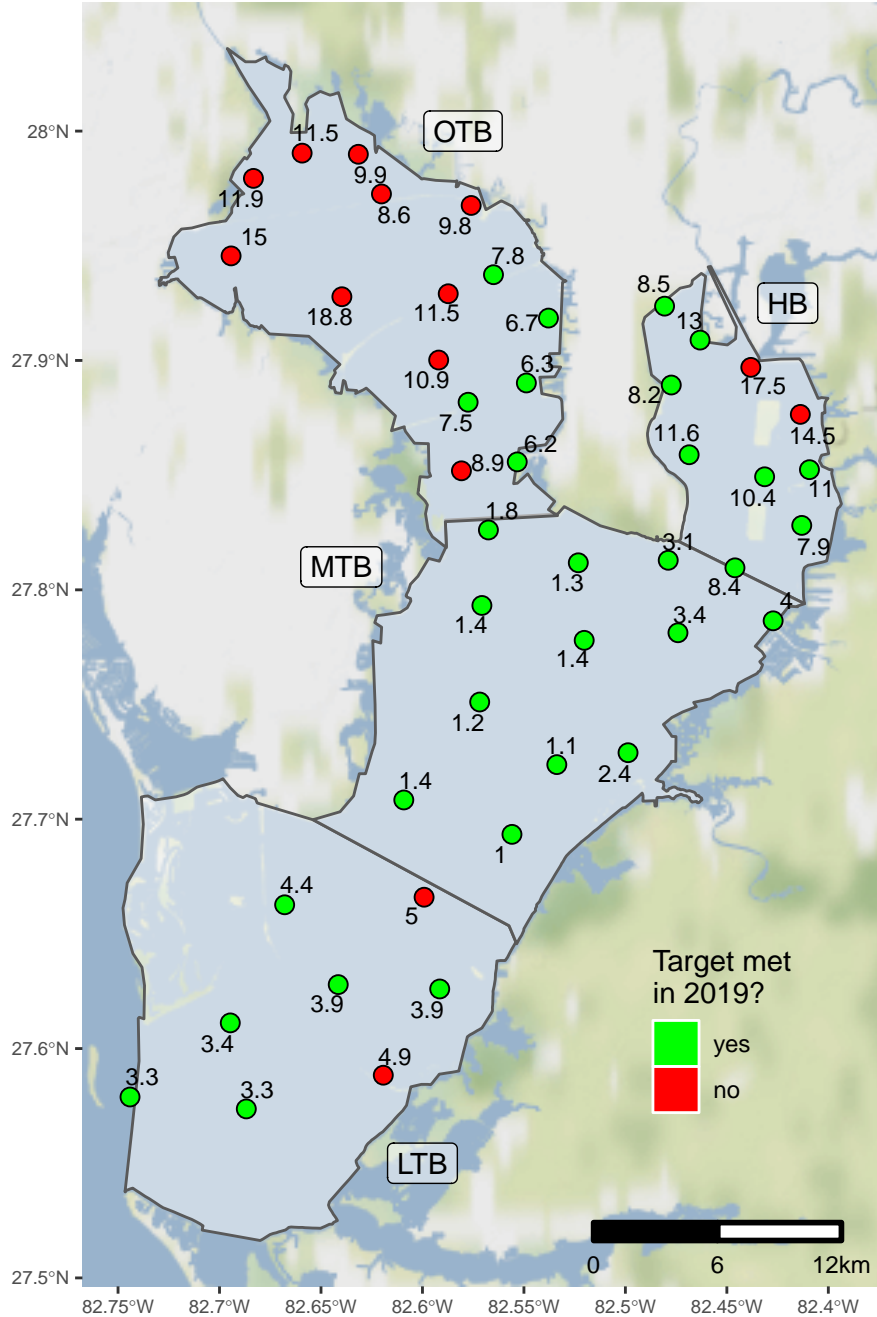 28°N
27.9°N
27.8°N
27.7°N
27.6°N
27.5°N
82.75°W
82.7°W
82.65°W
82.6°W
82.55°W
82.5°W
82.45°W
82.4°W
OTB
11.5
9.9
11.9
8.6
9.8
15
7.8
18.8
11.5
6.7
10.9
6.3
7.5
8.9
6.2
HB
8.5
13
17.5
8.2
14.5
11.6
10.4
11
7.9
8.4
MTB
1.8
1.3
3.1
1.4
1.4
3.4
4
1.2
1.1
2.4
1.4
1
4.4
5
3.9
3.9
3.4
4.9
3.3
3.3
LTB
Target met
in 2019?
yes
no
0 6 12km